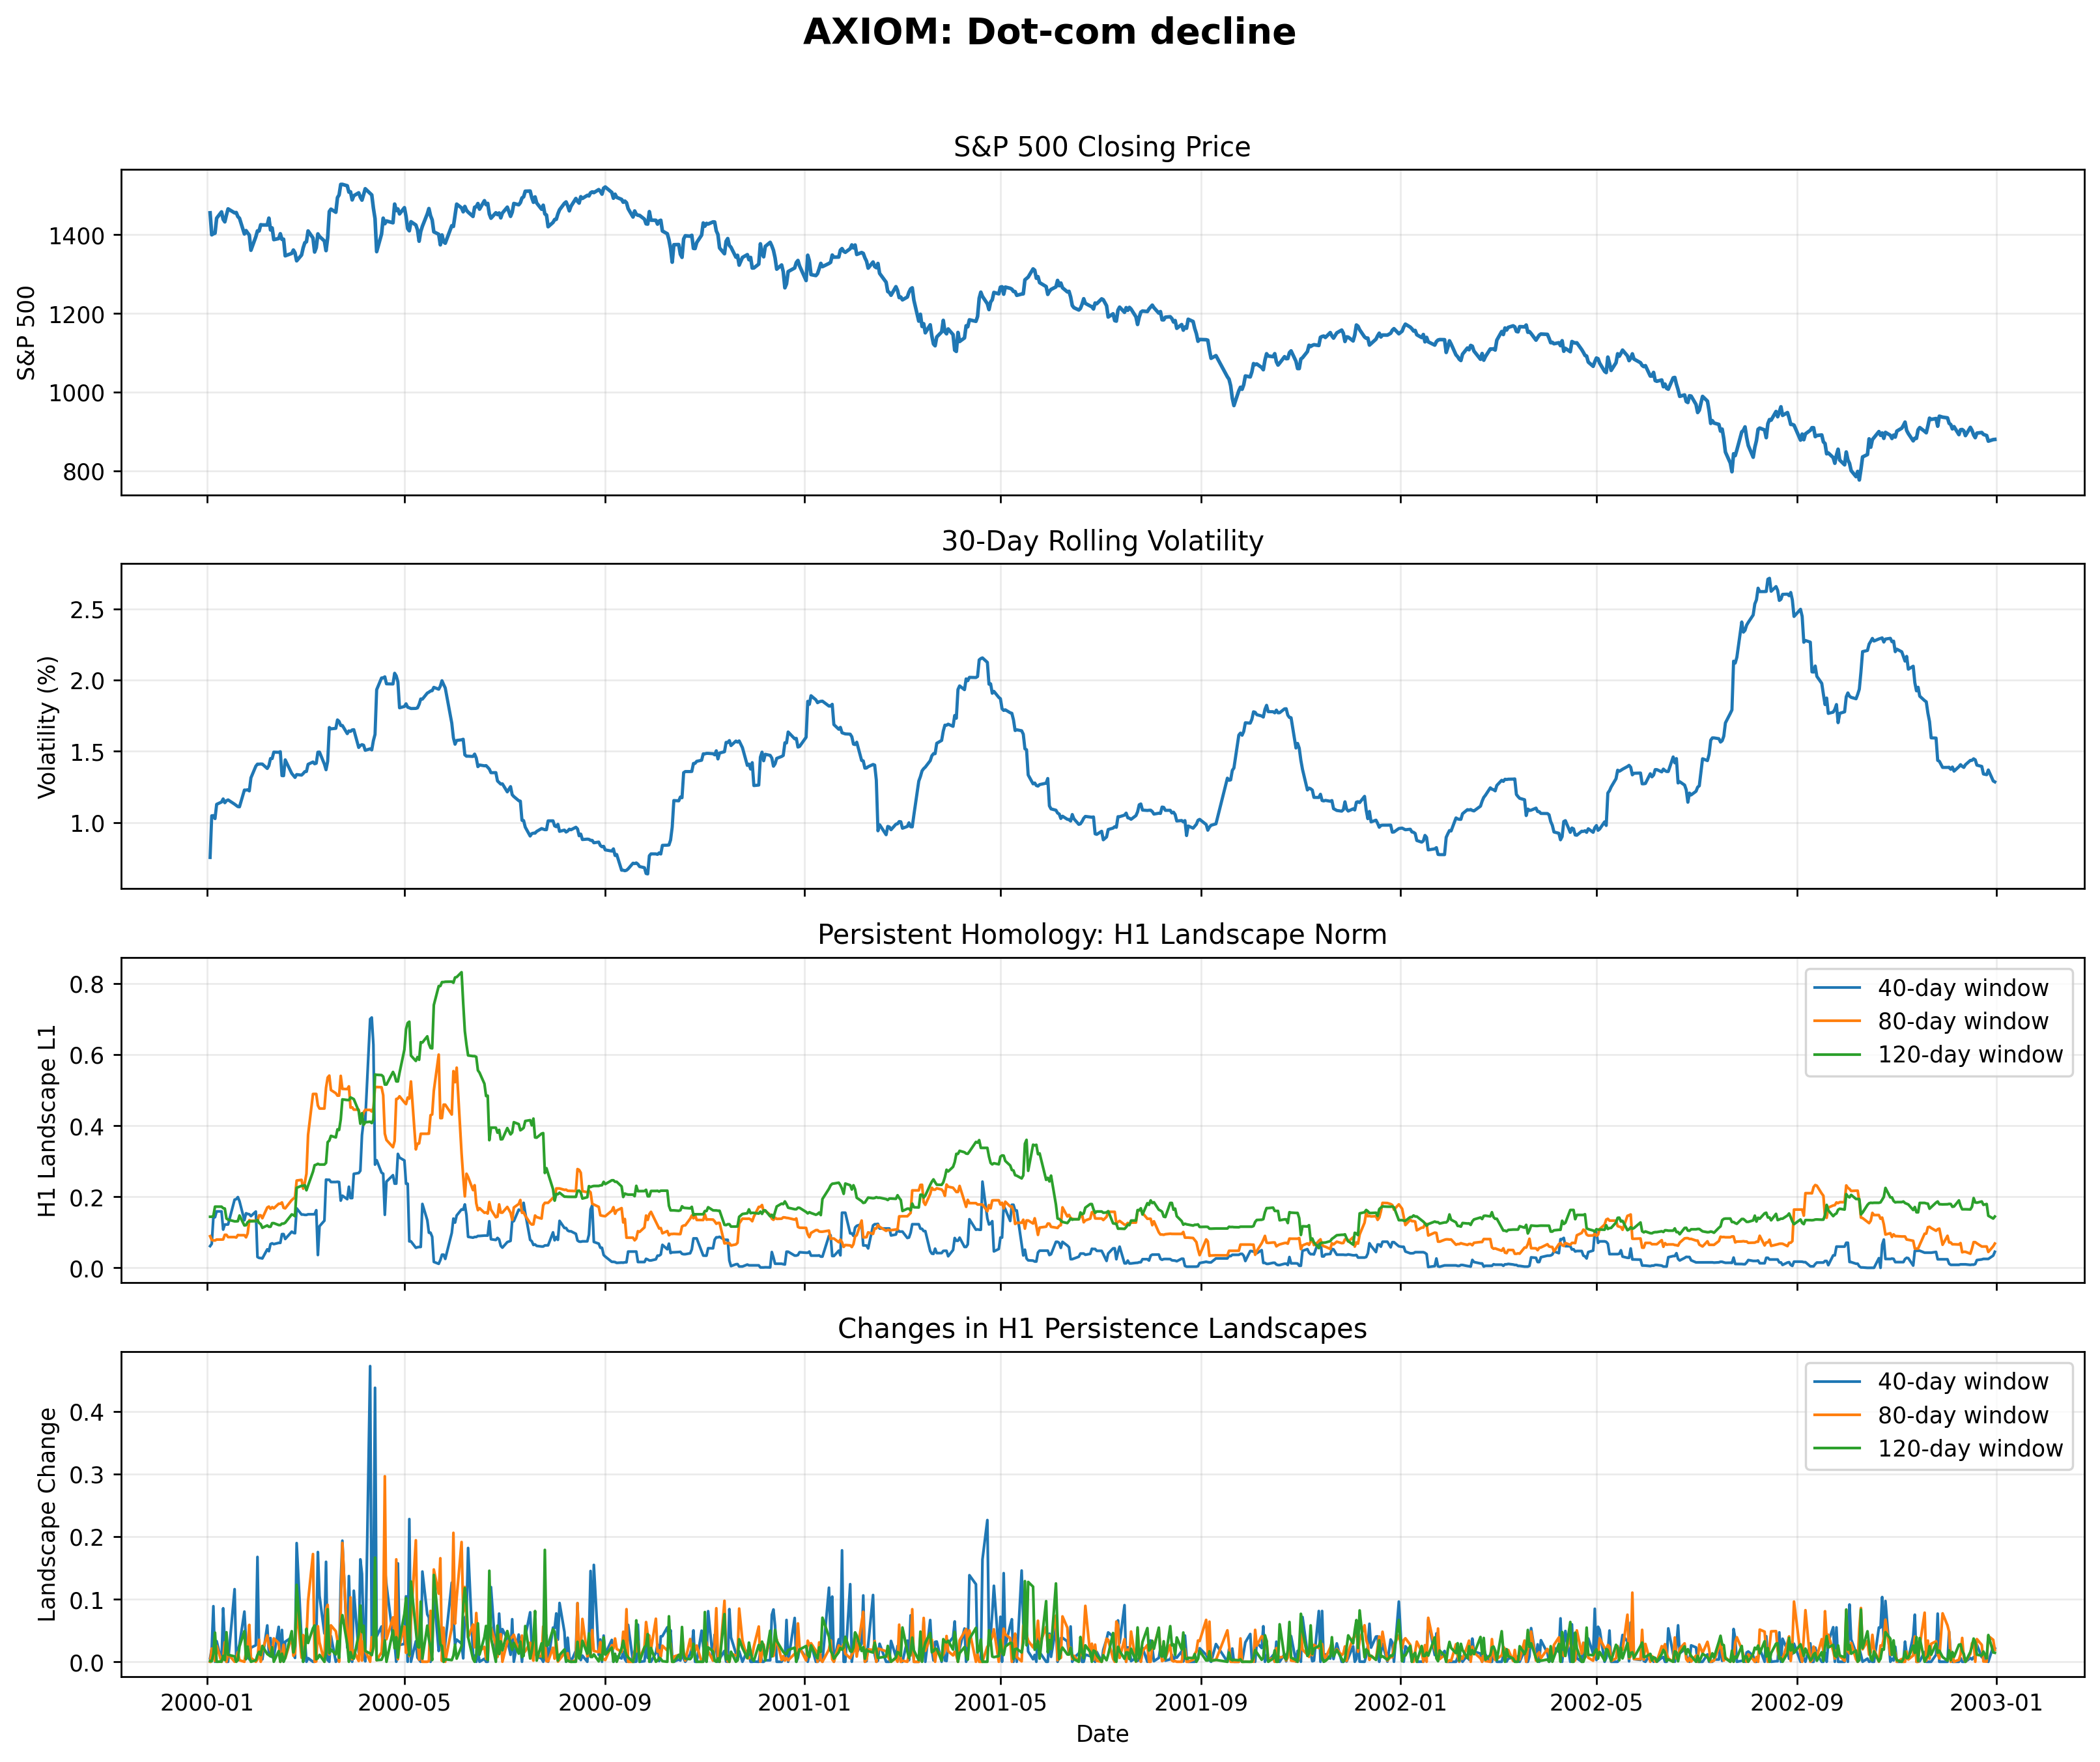 AXIOM: Dot-com decline
S&P 500 Closing Price
S&P 500
1400
1200
1000
800
30-Day Rolling Volatility
Volatility (%)
2.5
2.0
1.5
1.0
Persistent Homology: H1 Landscape Norm
H1 Landscape L1
0.8
0.6
0.4
0.2
0.0
40-day window
80-day window
120-day window
Changes in H1 Persistence Landscapes
Landscape Change
0.4
0.3
0.2
0.1
0.0
40-day window
80-day window
120-day window
2000-01 2000-05 2000-09 2001-01 2001-05 2001-09 2002-01 2002-05 2002-09 2003-01
Date